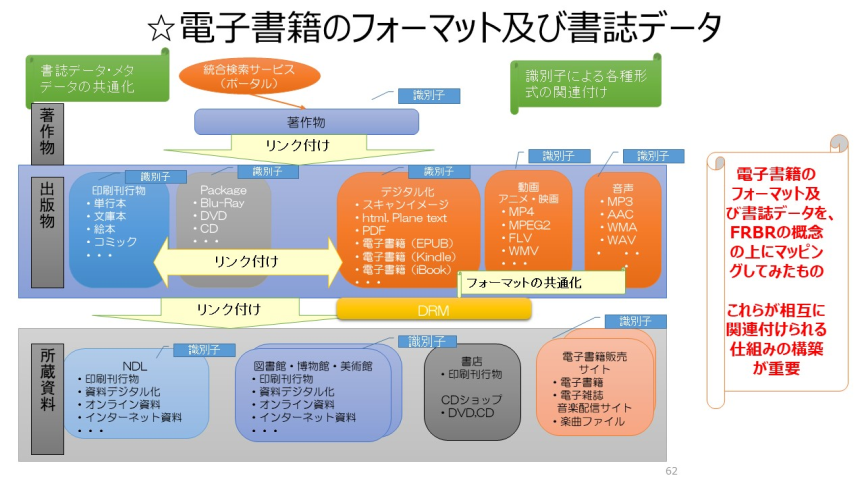 ☆電子書籍のフォーマット及び書誌データ
書誌データ・メタ
データの共通化
統合検索サービス
（ポータル）
識別子
識別子による各種形
式の関連付け
著作物
著作物
リンク付け
出版物
識別子
印刷刊行物
・単行本
・文庫本
・絵本
・コミック
・・・
識別子
Package
・Blu-Ray
・DVD
・CD
・・・
識別子
デジタル化
・スキャンイメージ
・html, Plane text
・PDF
・電子書籍（EPUB）
・電子書籍（Kindle）
・電子書籍（iBook）
・・・
識別子
動画
アニメ・映画
・MP4
・MPEG2
・FLV
・WMV
・・・
識別子
音声
・MP3
・AAC
・WMA
・WAV
・・・
リンク付け
フォーマットの共通化
リンク付け
DRM
所蔵資料
識別子
NDL
・印刷刊行物
・資料デジタル化
・オンライン資料
・インターネット資料
・・・
識別子
図書館・博物館・美術館
・印刷刊行物
・資料デジタル化
・オンライン資料
・インターネット資料
・・・
書店
・印刷刊行物
CDショップ
・DVD,CD
識別子
電子書籍販売
サイト
・電子書籍
・電子雑誌
音楽配信サイト
・楽曲ファイル
電子書籍の
フォーマット及
び書誌データを、
FRBRの概念
の上にマッピン
グしてみたもの
これらが相互に
関連付けられる
仕組みの構築
が重要
62